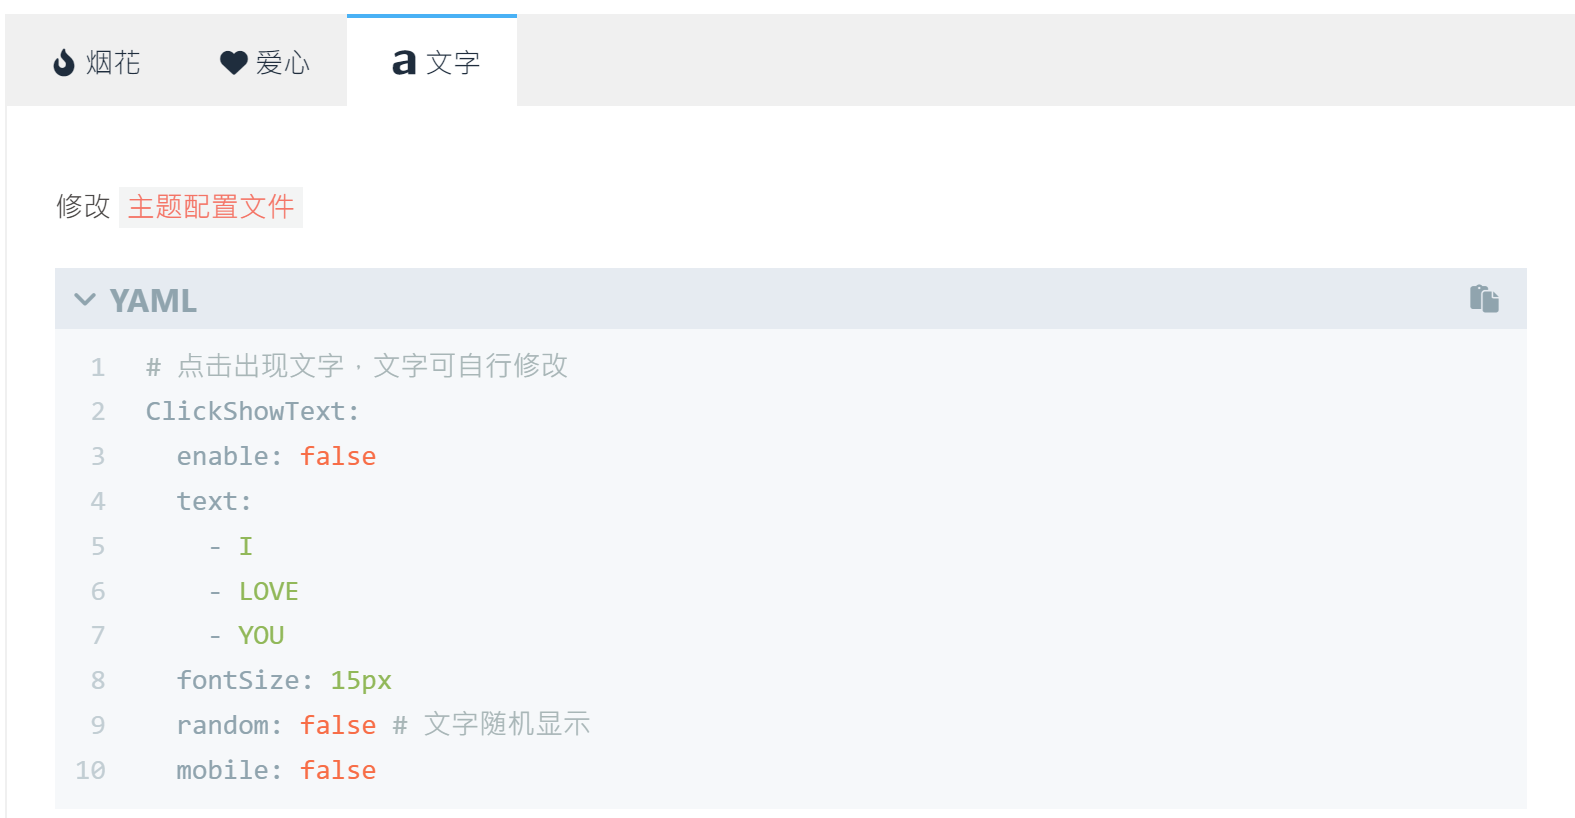 烟花 爱心 a 文字
修改 主题配置文件
YAML
1 # 点击出现文字，文字可自行修改
2 ClickShowText:
3   enable: false
4   text:
5     - I
6     - LOVE
7     - YOU
8   fontSize: 15px
9   random: false # 文字随机显示
10   mobile: false